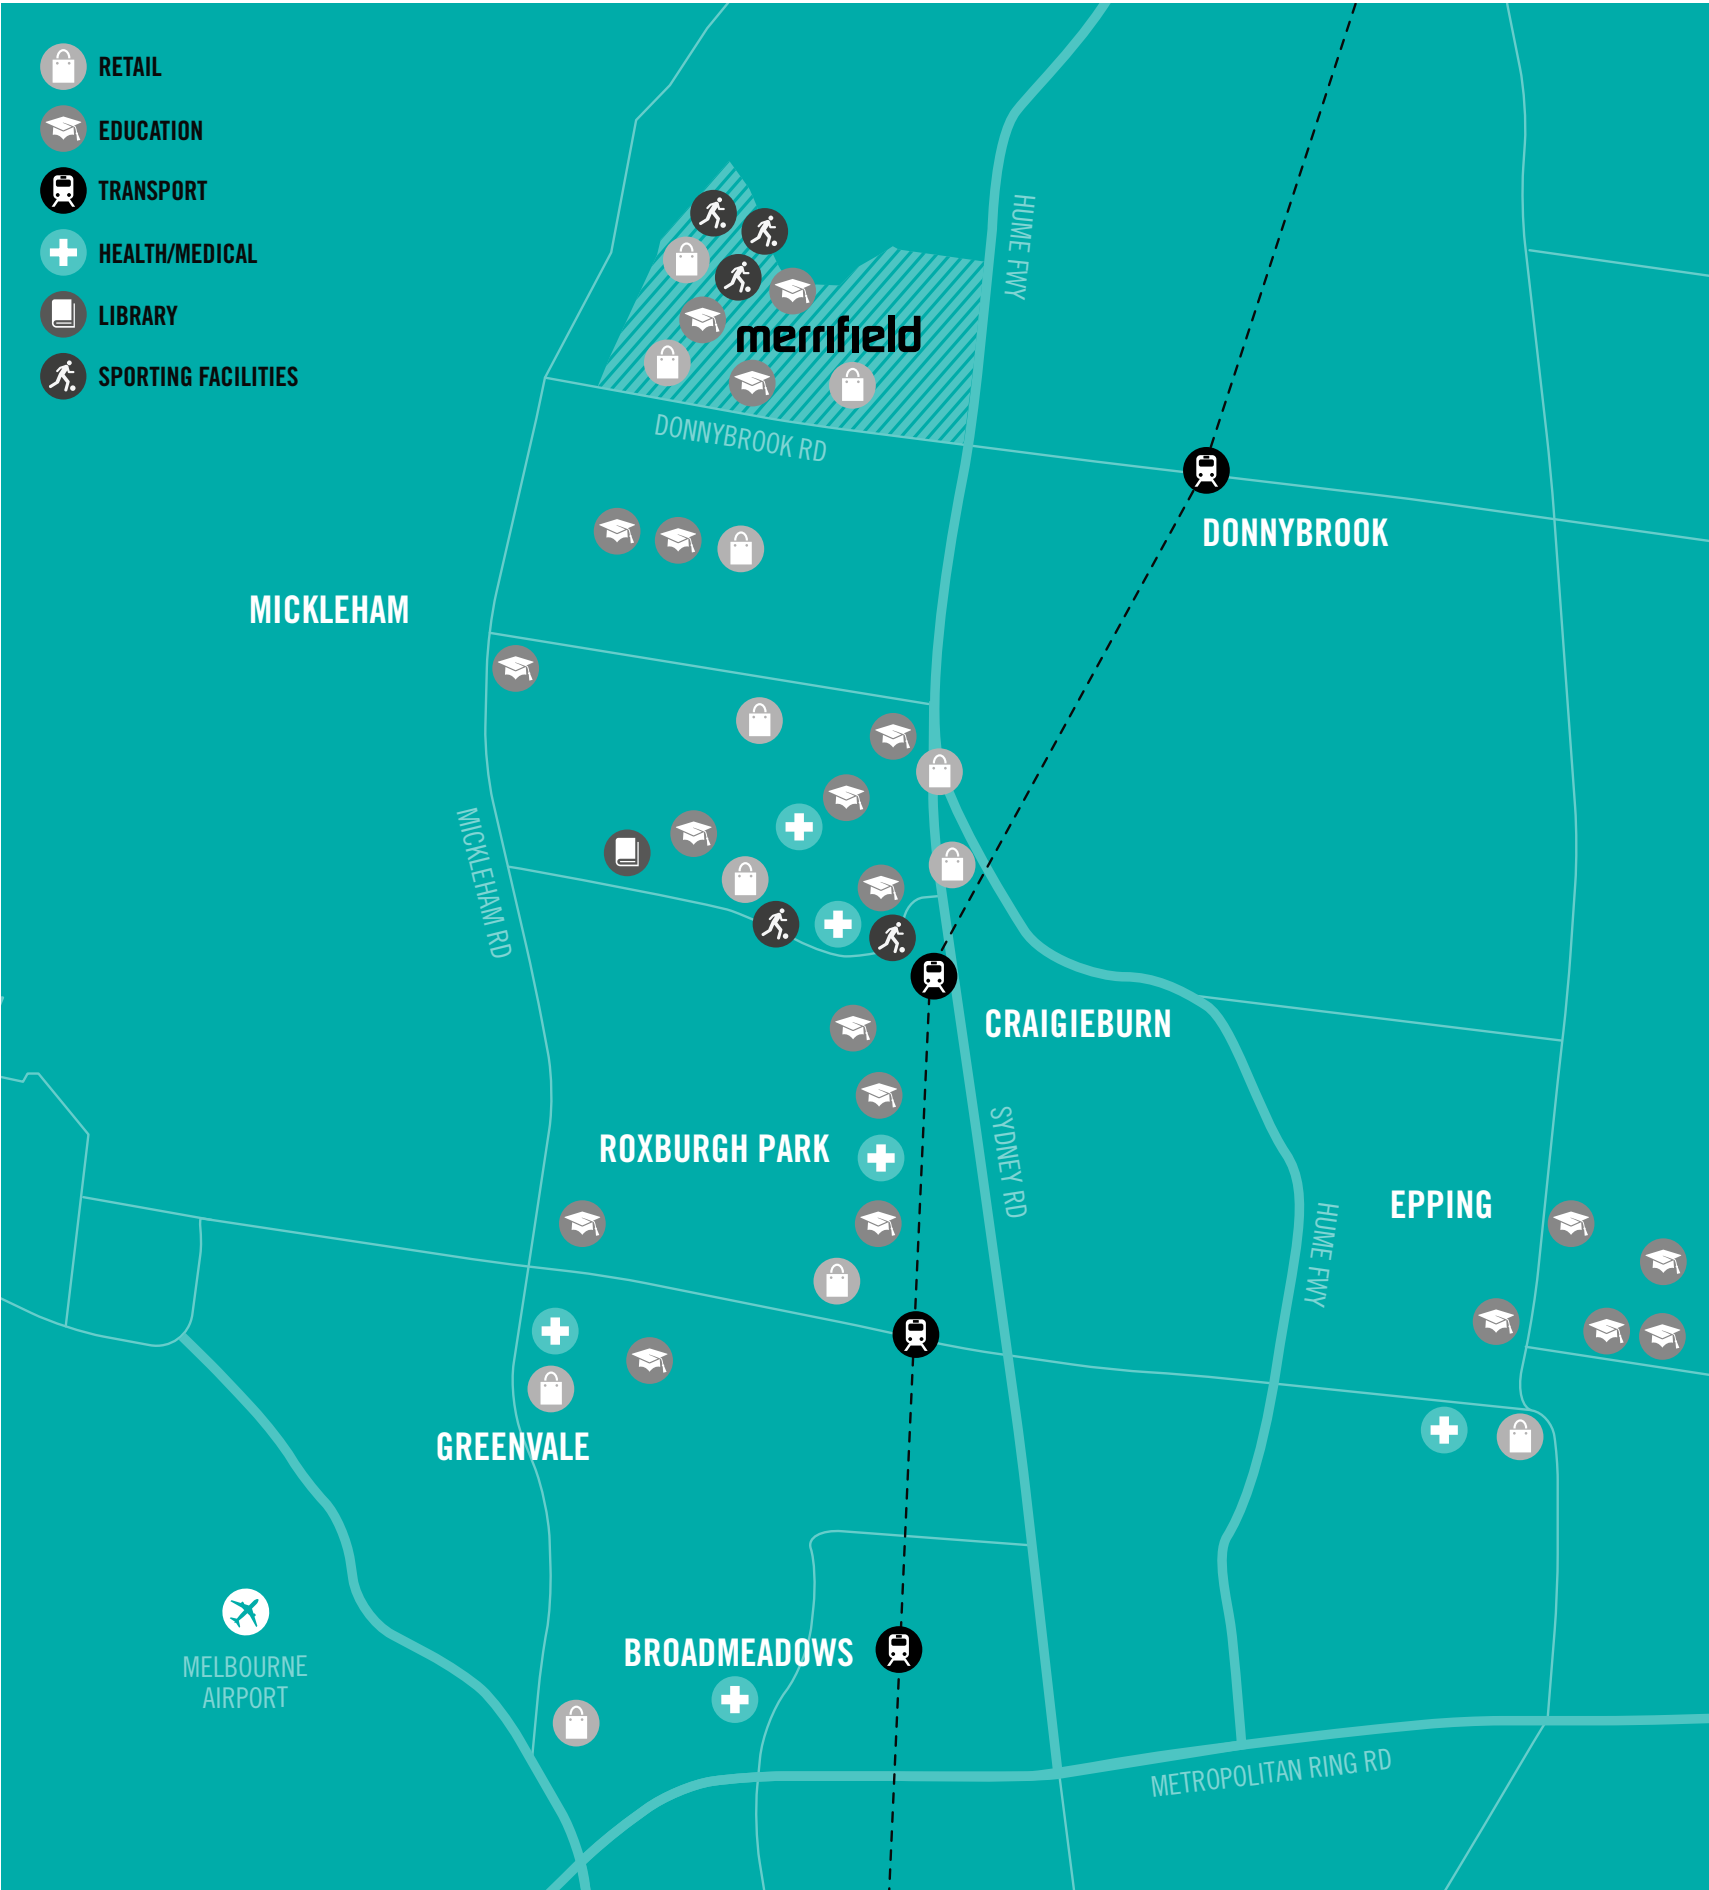 RETAIL
EDUCATION
TRANSPORT
HEALTH/MEDICAL
LIBRARY
SPORTING FACILITIES
HUME FWY
merrifield
DONNYBROOK RD
DONNYBROOK
MICKLEHAM
MICKLEHAM RD
CRAIGIEBURN
ROXBURGH PARK
SYDNEY RD
EPPING
HUME FWY
GREENVALE
MELBOURNE
AIRPORT
BROADMEADOWS
METROPOLITAN RING RD